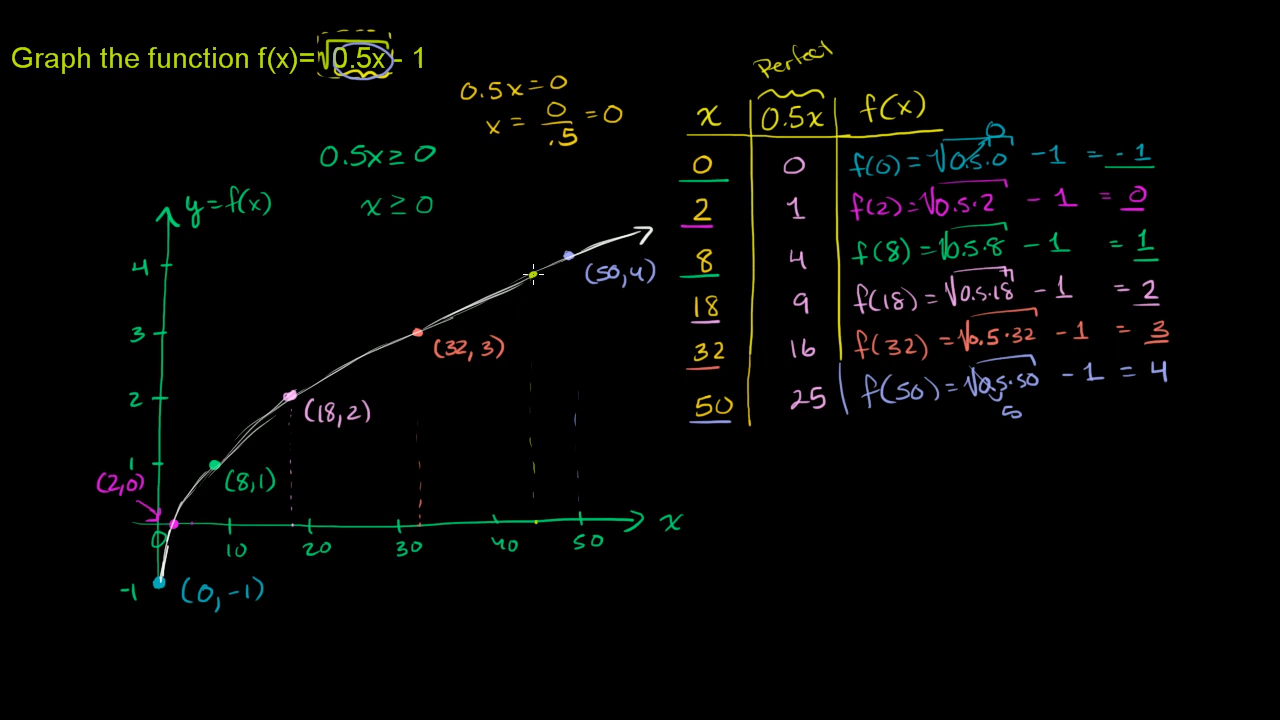 Graph the function f(x)=√0.5x - 1
0.5x = 0
x = 0/.5 = 0
0.5x ≥ 0
x ≥ 0
Perfect
x 0.5x f(x)
0 0 f(0) = √0.5·0 - 1 = -1
0
2 1 f(2) = √0.5·2 - 1 = 0
8 4 f(8) = √0.5·8 - 1 = 1
18 9 f(18) = √0.5·18 - 1 = 2
32 16 f(32) = √0.5·32 - 1 = 3
50 25 f(50) = √0.5·50 - 1 = 4
5
y = f(x)
4
(50, 4)
3
(32, 3)
2
(18, 2)
1
(2, 0)
(8, 1)
x
0 10 20 30 40 50
-1
(0, -1)